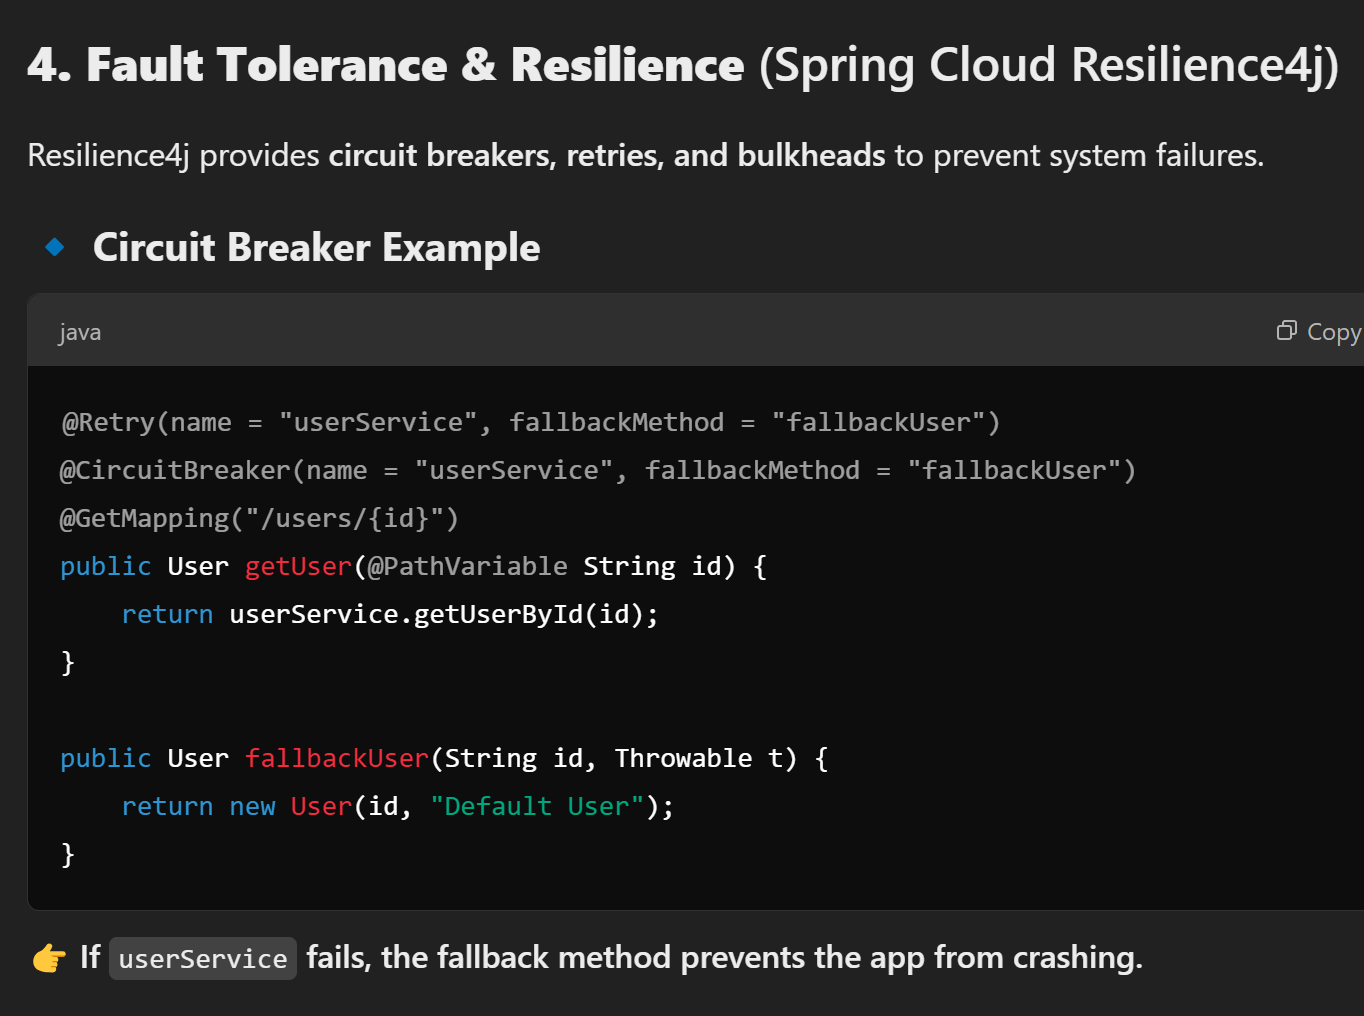 4. Fault Tolerance & Resilience (Spring Cloud Resilience4j)
Resilience4j provides circuit breakers, retries, and bulkheads to prevent system failures.
Circuit Breaker Example
java
Copy
@Retry(name = "userService", fallbackMethod = "fallbackUser")
@CircuitBreaker(name = "userService", fallbackMethod = "fallbackUser")
@GetMapping("/users/{id}")
public User getUser(@PathVariable String id) {
    return userService.getUserById(id);
}
public User fallbackUser(String id, Throwable t) {
    return new User(id, "Default User");
}
👉 If userService fails, the fallback method prevents the app from crashing.